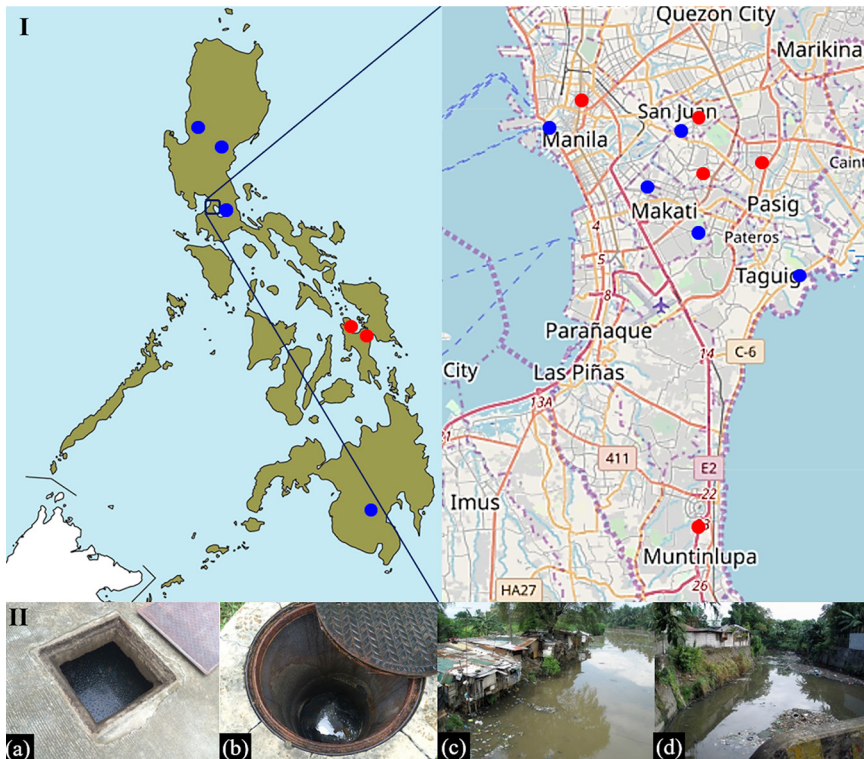 I
Quezon City
Marikina
San Juan
Manila
Caint
Makati
Pasig
4
Pateros
5
Taguig
8
Parañaque
14
C-6
City
Las Piñas
13A
411
E2
Imus
22
Muntinlupa
HA27
26
II
(a)
(b)
(c)
(d)